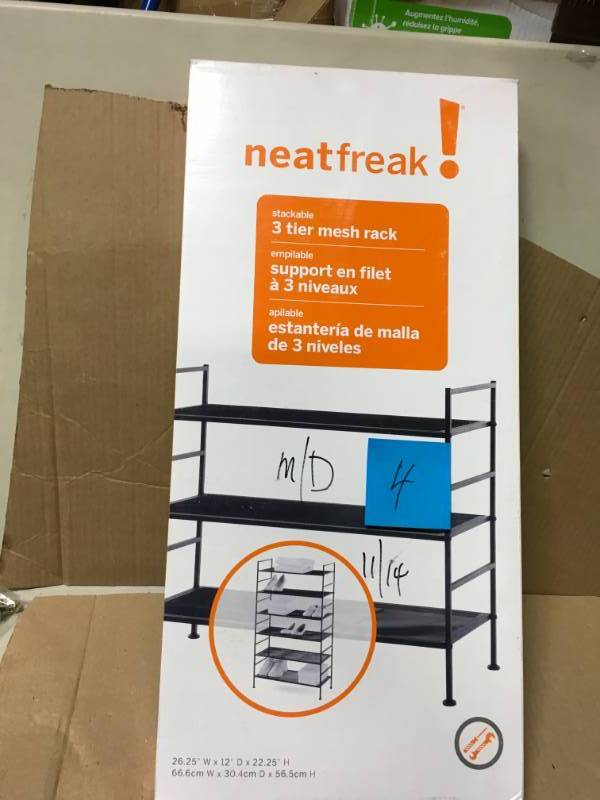 Augmentez l'humidité,
réduisez la grippe
neatfreak!
stackable
3 tier mesh rack
empilable
support en filet
à 3 niveaux
apilable
estantería de malla
de 3 niveles
M/D
4
11/14
26.25" W x 12" D x 22.25" H
66.6cm W x 30.4cm D x 56.5cm H